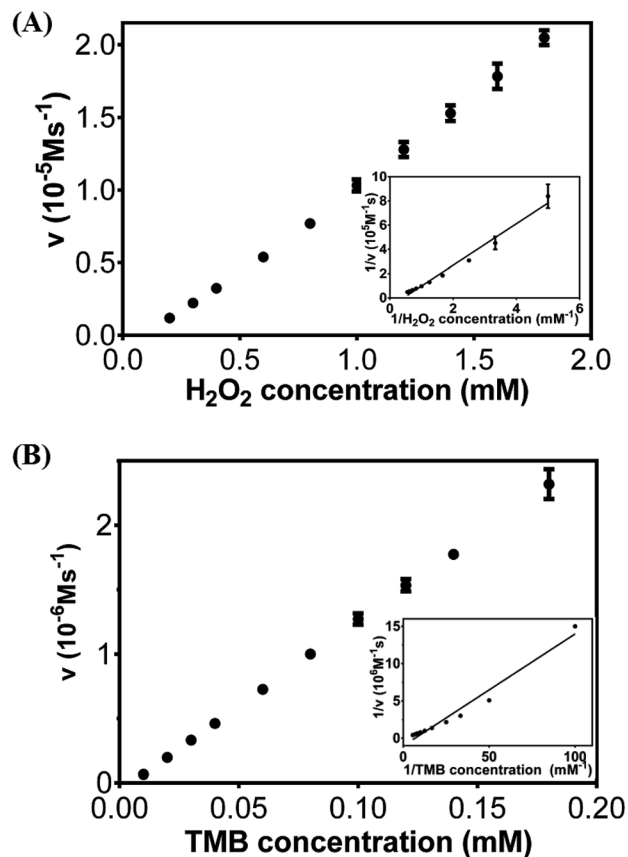 (A)
v (10⁻⁵Ms⁻¹)
2.0
1.5
1.0
0.5
0.0
0.0 0.5 1.0 1.5 2.0
H₂O₂ concentration (mM)
1/v (10⁵M⁻¹s)
10
8
6
4
2
0
2 4 6
1/H₂O₂ concentration (mM⁻¹)
(B)
v (10⁻⁶Ms⁻¹)
2
1
0
0.00 0.05 0.10 0.15 0.20
TMB concentration (mM)
1/v (10⁶M⁻¹s)
15
10
5
0
0 50 100
1/TMB concentration (mM⁻¹)